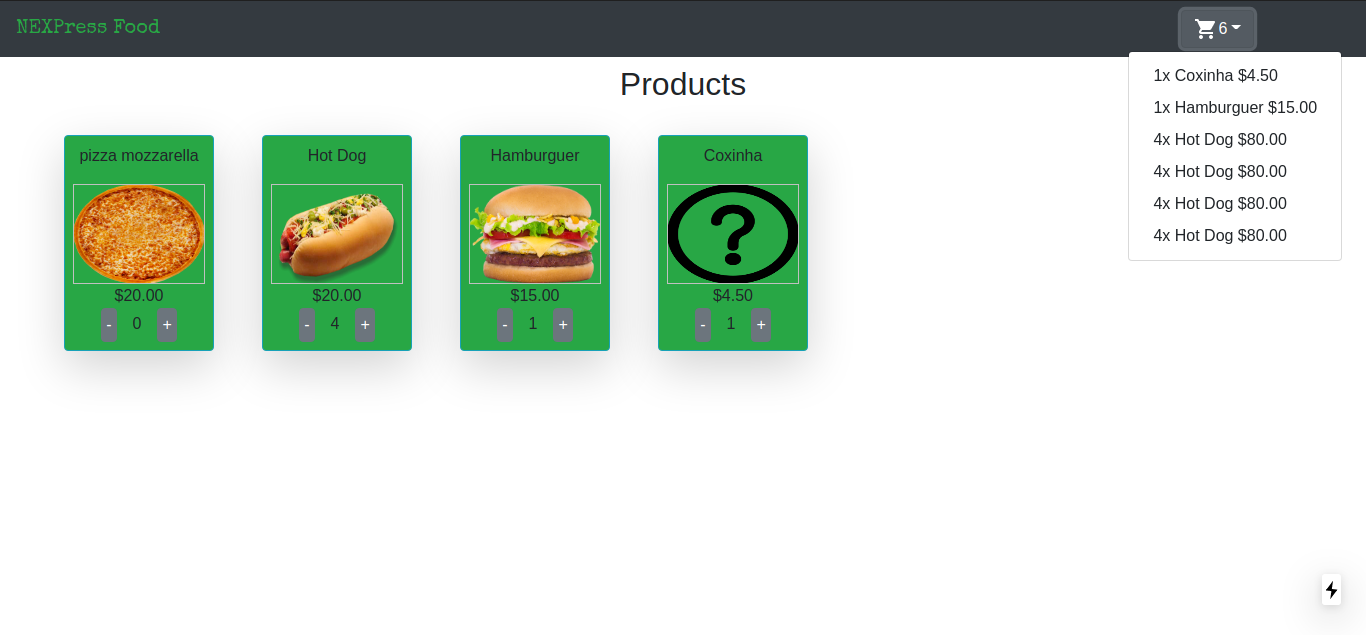 NEXPress Food
6
Products
1x Coxinha $4.50
1x Hamburguer $15.00
4x Hot Dog $80.00
4x Hot Dog $80.00
4x Hot Dog $80.00
4x Hot Dog $80.00
pizza mozzarella
$20.00
- 0 +
Hot Dog
$20.00
- 4 +
Hamburguer
$15.00
- 1 +
Coxinha
?
$4.50
- 1 +